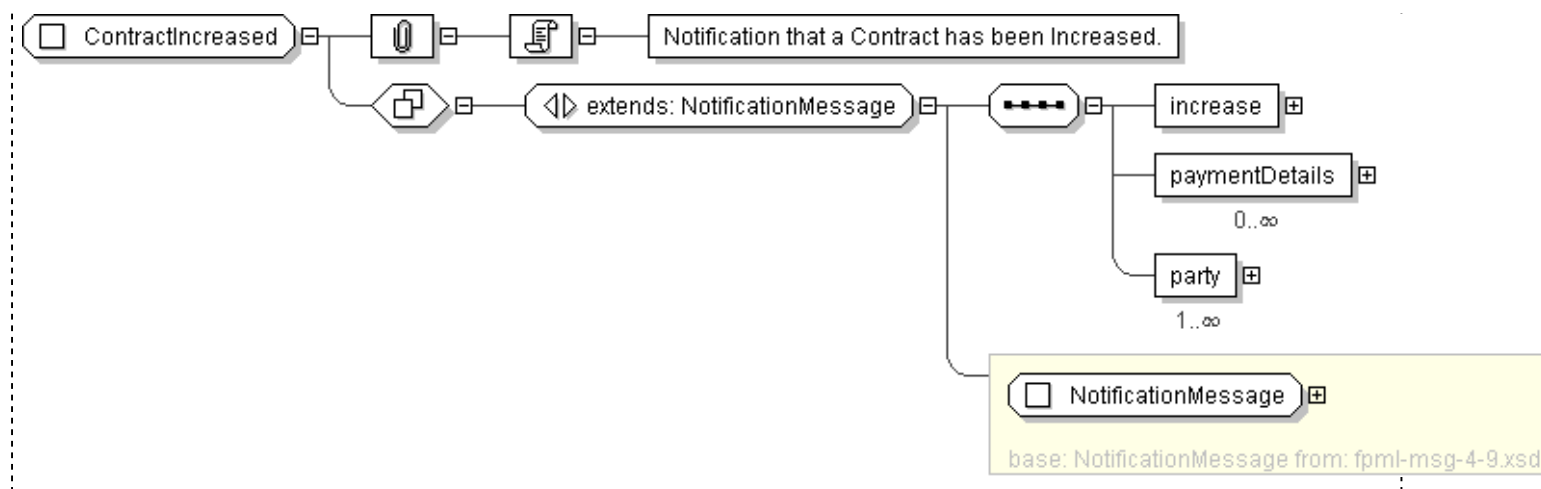 ContractIncreased
Notification that a Contract has been Increased.
extends: NotificationMessage
increase
paymentDetails
0..∞
party
1..∞
NotificationMessage
base: NotificationMessage from: fpml-msg-4-9.xsd